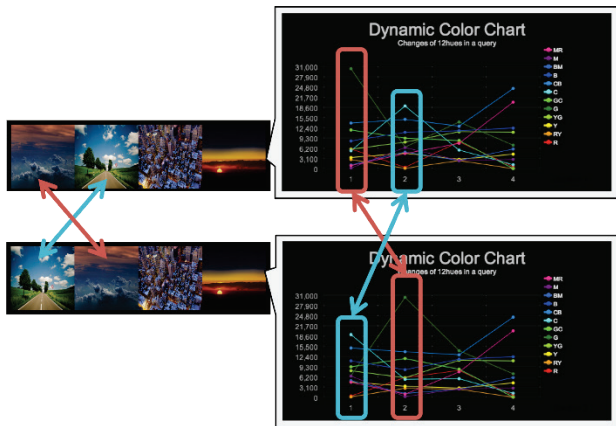 Dynamic Color Chart
Changes of 12hues in a query
31,000
27,900
24,800
21,700
18,600
15,500
12,400
9,300
6,200
3,100
0
1 2 3 4
MR
M
BM
B
CB
C
GC
G
YG
Y
RY
R
Dynamic Color Chart
Changes of 12hues in a query
31,000
27,900
24,800
21,700
18,600
15,500
12,400
9,300
6,200
3,100
0
1 2 3 4
MR
M
BM
B
CB
C
GC
G
YG
Y
RY
R